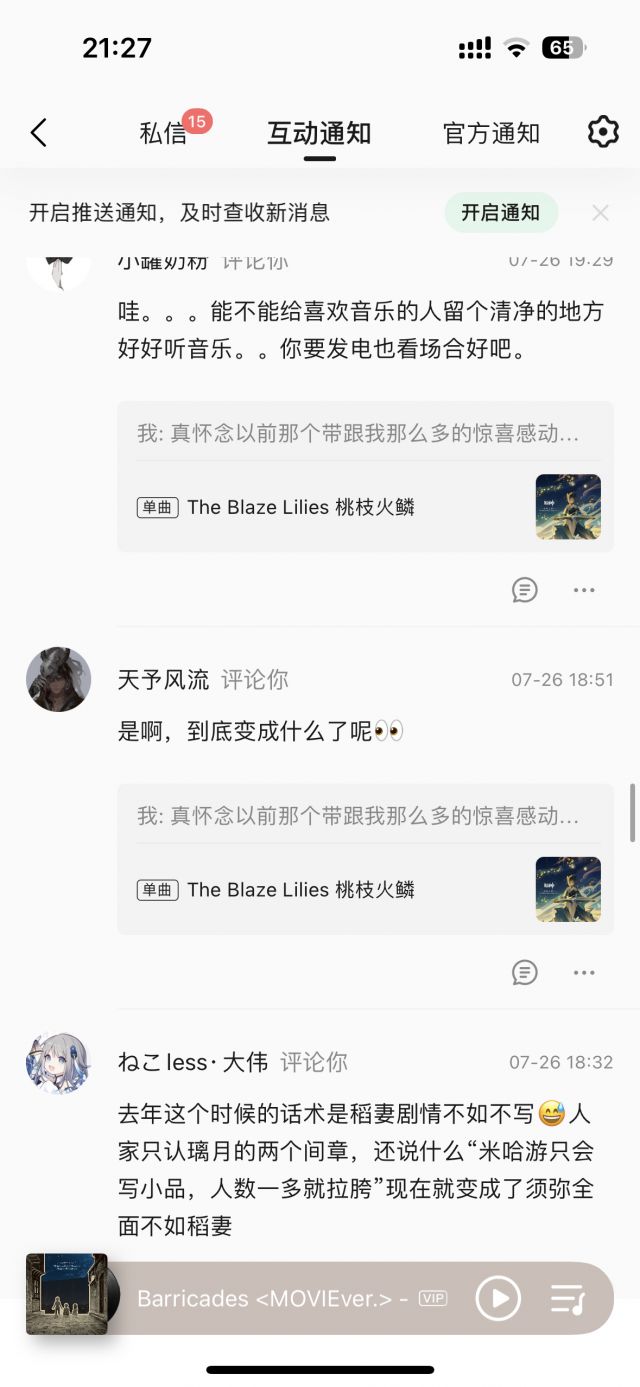 21:27
65
私信
15
互动通知
官方通知
开启推送通知，及时查收新消息
开启通知
小罐奶粉 评论你
07-26 19:29
哇。。。能不能给喜欢音乐的人留个清净的地方
好好听音乐。。你要发电也看场合好吧。
我: 真怀念以前那个带跟我那么多的惊喜感动...
单曲 The Blaze Lilies 桃枝火鳞
天予风流 评论你
07-26 18:51
是啊，到底变成什么了呢👀
我: 真怀念以前那个带跟我那么多的惊喜感动...
单曲 The Blaze Lilies 桃枝火鳞
ねこless·大伟 评论你
07-26 18:32
去年这个时候的话术是稻妻剧情不如不写😅人
家只认璃月的两个间章，还说什么“米哈游只会
写小品，人数一多就拉胯”现在就变成了须弥全
面不如稻妻
Barricades <MOVIEver.> - VIP